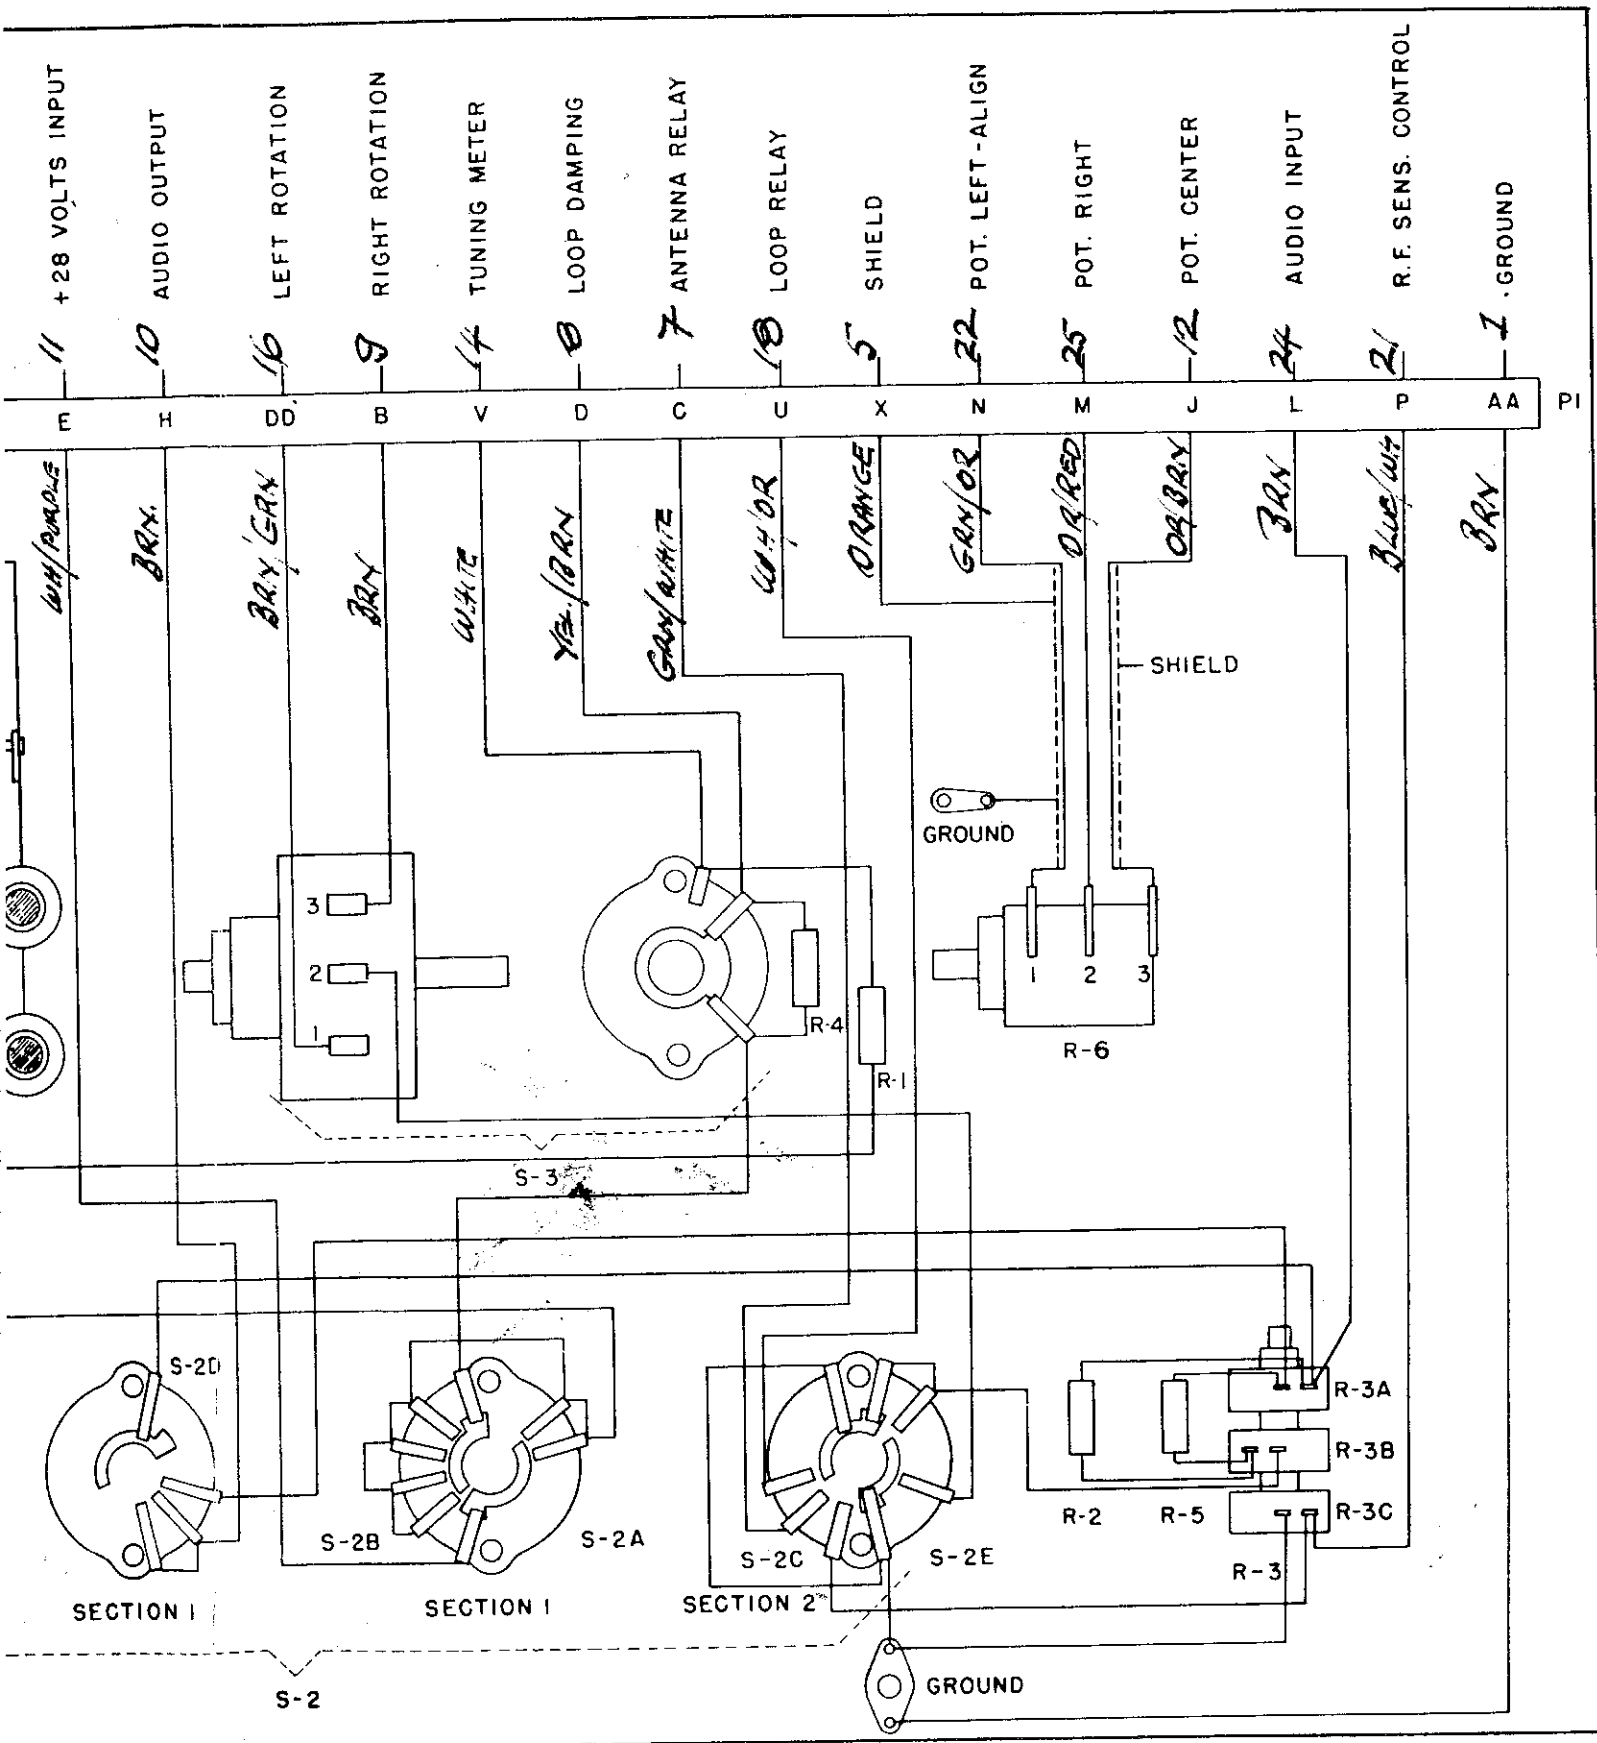 +28 VOLTS INPUT
AUDIO OUTPUT
LEFT ROTATION
RIGHT ROTATION
TUNING METER
LOOP DAMPING
ANTENNA RELAY
LOOP RELAY
SHIELD
POT. LEFT-ALIGN
POT. RIGHT
POT. CENTER
AUDIO INPUT
R.F. SENS. CONTROL
GROUND
11 10 16 9 14 8 7 18 5 22 25 12 24 21 1
E H DD B V D C U X N M J L P AA P1
WH/PURPLE
BRN.
BRN/GRN
BRN
WHITE
YEL./BRN
GRN/WHITE
WH/OR
ORANGE
GRN/OR
OR/RED
OR/BRN
BRN
BLUE/WH
BRN
SHIELD
GROUND
3
2
1
1 2 3
R-4
R-6
R-1
S-3
S-2D
R-3A
R-3B
R-2 R-5 R-3C
S-2B S-2A S-2C S-2E
R-3
SECTION 1 SECTION 1 SECTION 2
GROUND
S-2